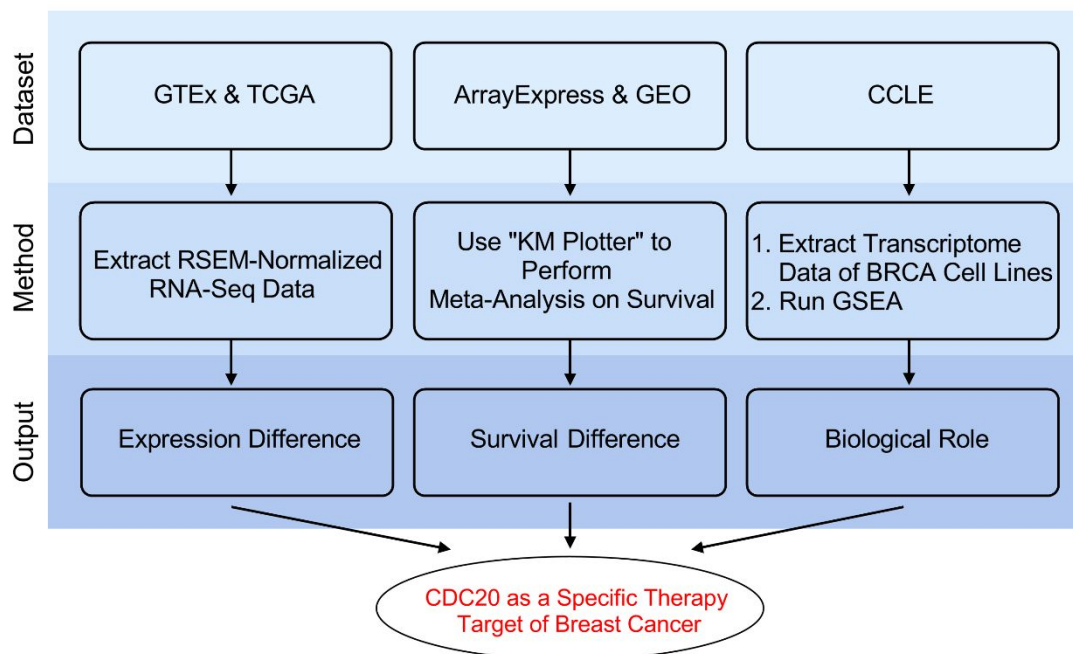 Dataset
GTEx & TCGA
ArrayExpress & GEO
CCLE
Method
Extract RSEM-Normalized
RNA-Seq Data
Use "KM Plotter" to
Perform
Meta-Analysis on Survival
1. Extract Transcriptome
Data of BRCA Cell Lines
2. Run GSEA
Output
Expression Difference
Survival Difference
Biological Role
CDC20 as a Specific Therapy
Target of Breast Cancer